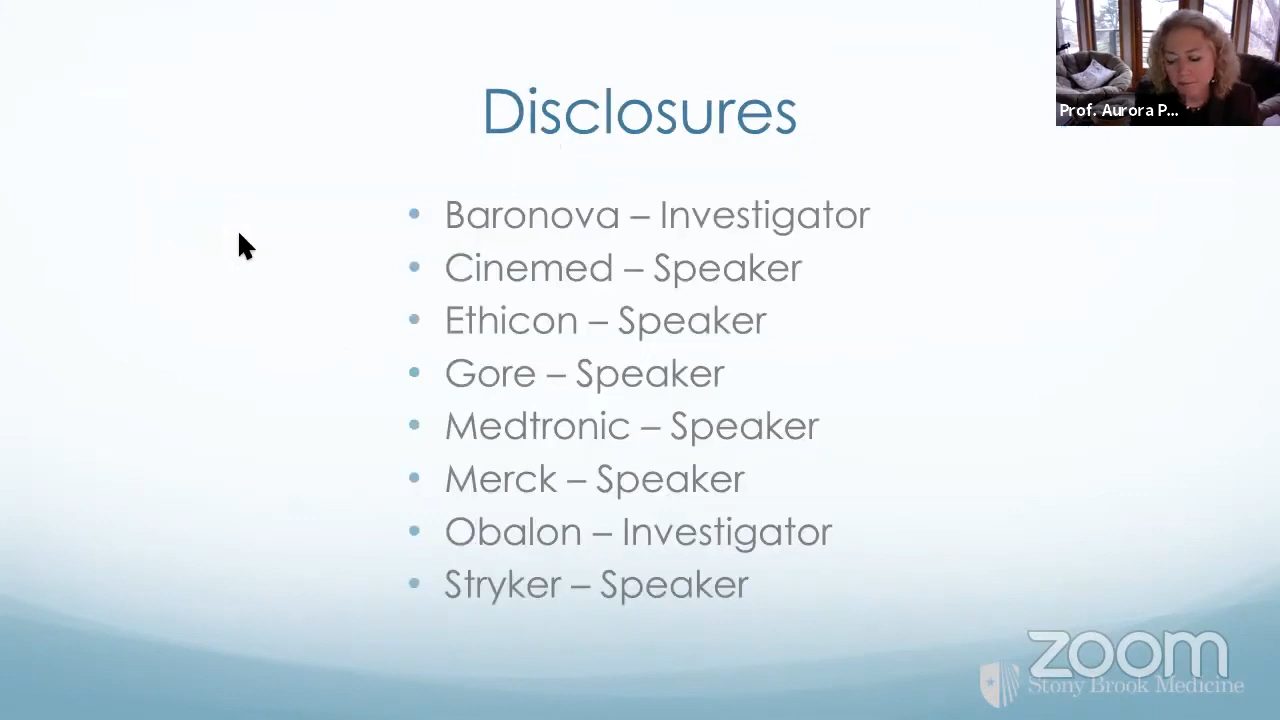 Prof. Aurora P...
Disclosures
• Baronova – Investigator
• Cinemed – Speaker
• Ethicon – Speaker
• Gore – Speaker
• Medtronic – Speaker
• Merck – Speaker
• Obalon – Investigator
• Stryker – Speaker
zoom
Stony Brook Medicine